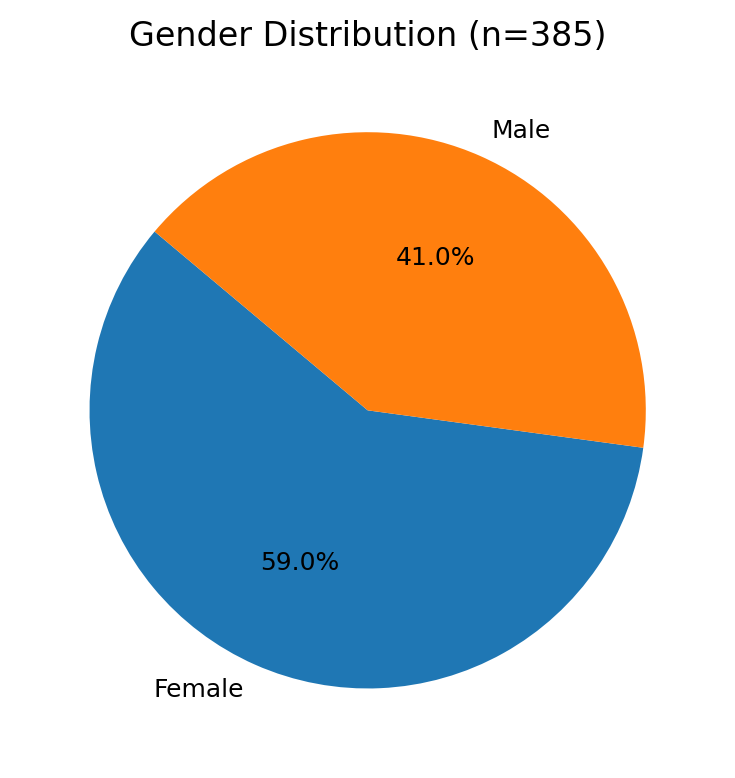 Gender Distribution (n=385)
Male
41.0%
59.0%
Female